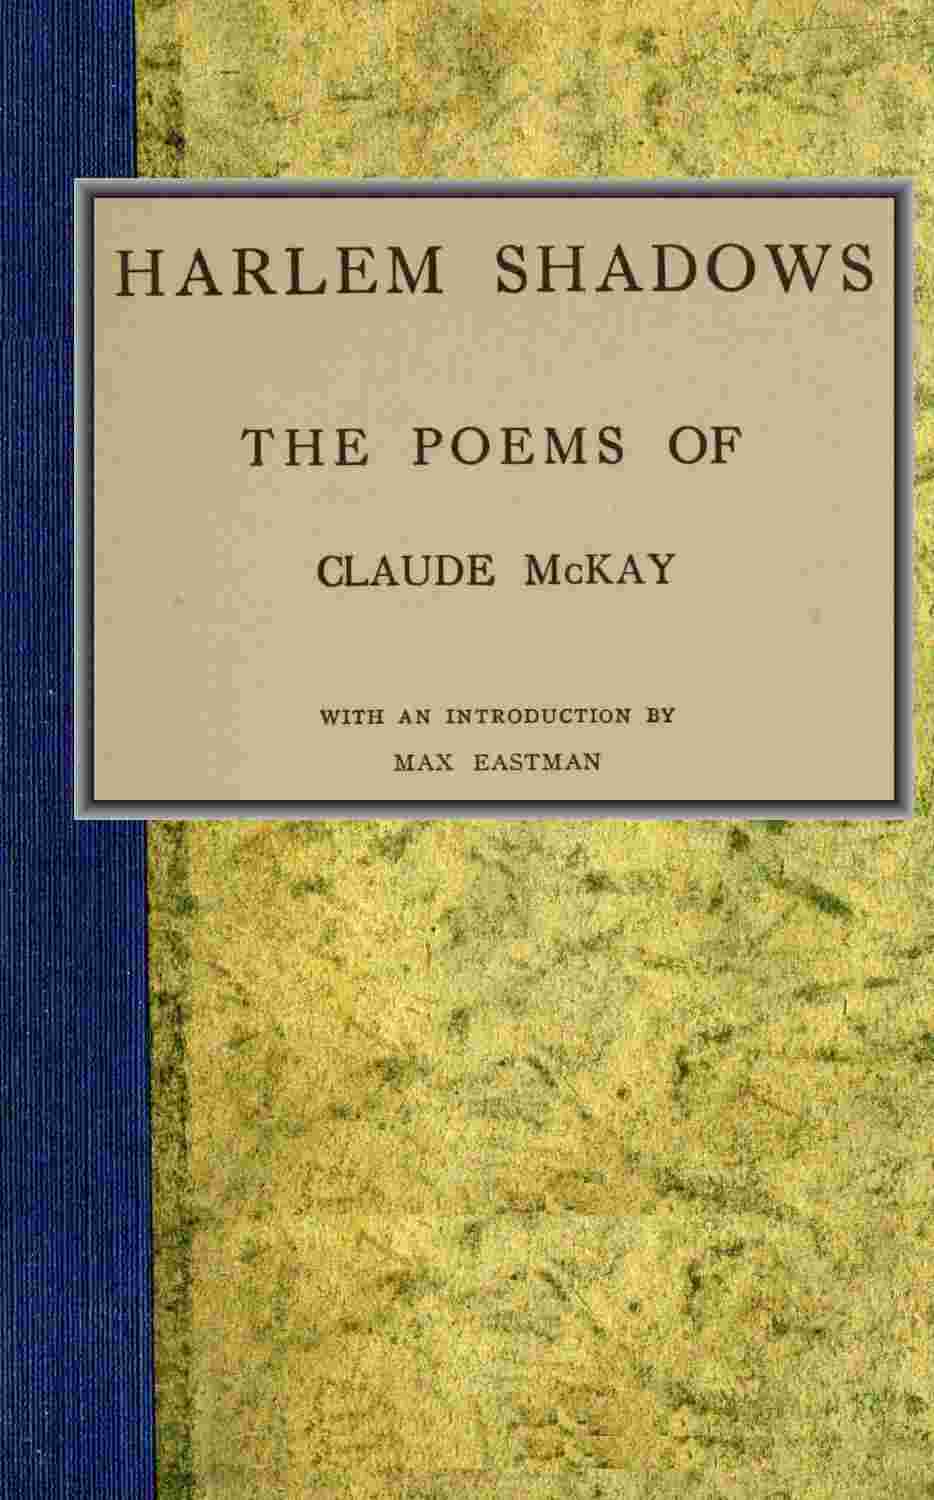 HARLEM SHADOWS
THE POEMS OF
CLAUDE McKAY
WITH AN INTRODUCTION BY
MAX EASTMAN